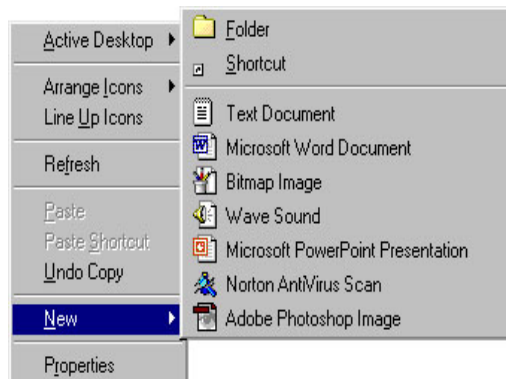 Active Desktop
Arrange Icons
Line Up Icons
Refresh
Paste
Paste Shortcut
Undo Copy
New
Properties
Folder
Shortcut
Text Document
Microsoft Word Document
Bitmap Image
Wave Sound
Microsoft PowerPoint Presentation
Norton AntiVirus Scan
Adobe Photoshop Image